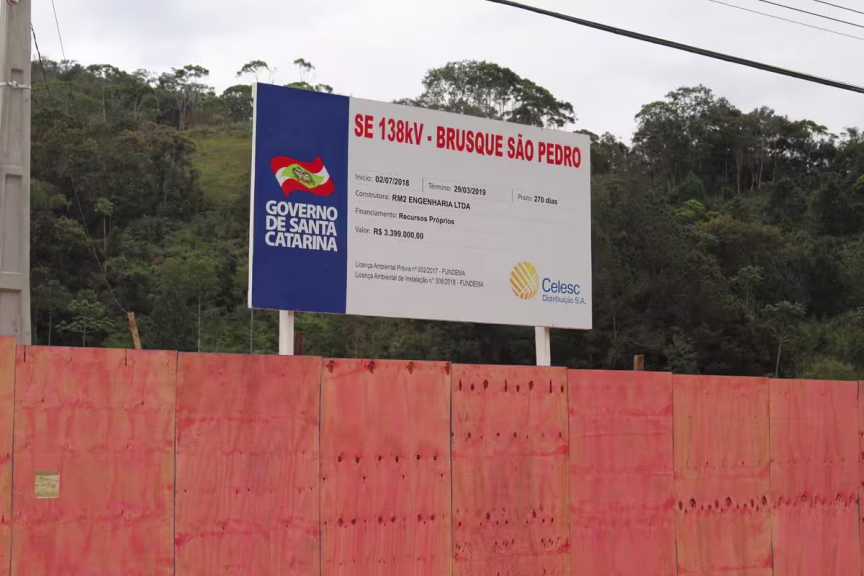 SE 138kV - BRUSQUE SÃO PEDRO
Início: 02/07/2018 Término: 29/03/2019 Prazo: 270 dias
Construtora: RM2 ENGENHARIA LTDA
Financiamento: Recursos Próprios
Valor: R$ 3.399.000,00
Licença Ambiental Prévia nº 002/2017 - FUNDEMA
Licença Ambiental de Instalação nº 008/2018 - FUNDEMA
GOVERNO
DE SANTA
CATARINA
Celesc
Distribuição S.A.